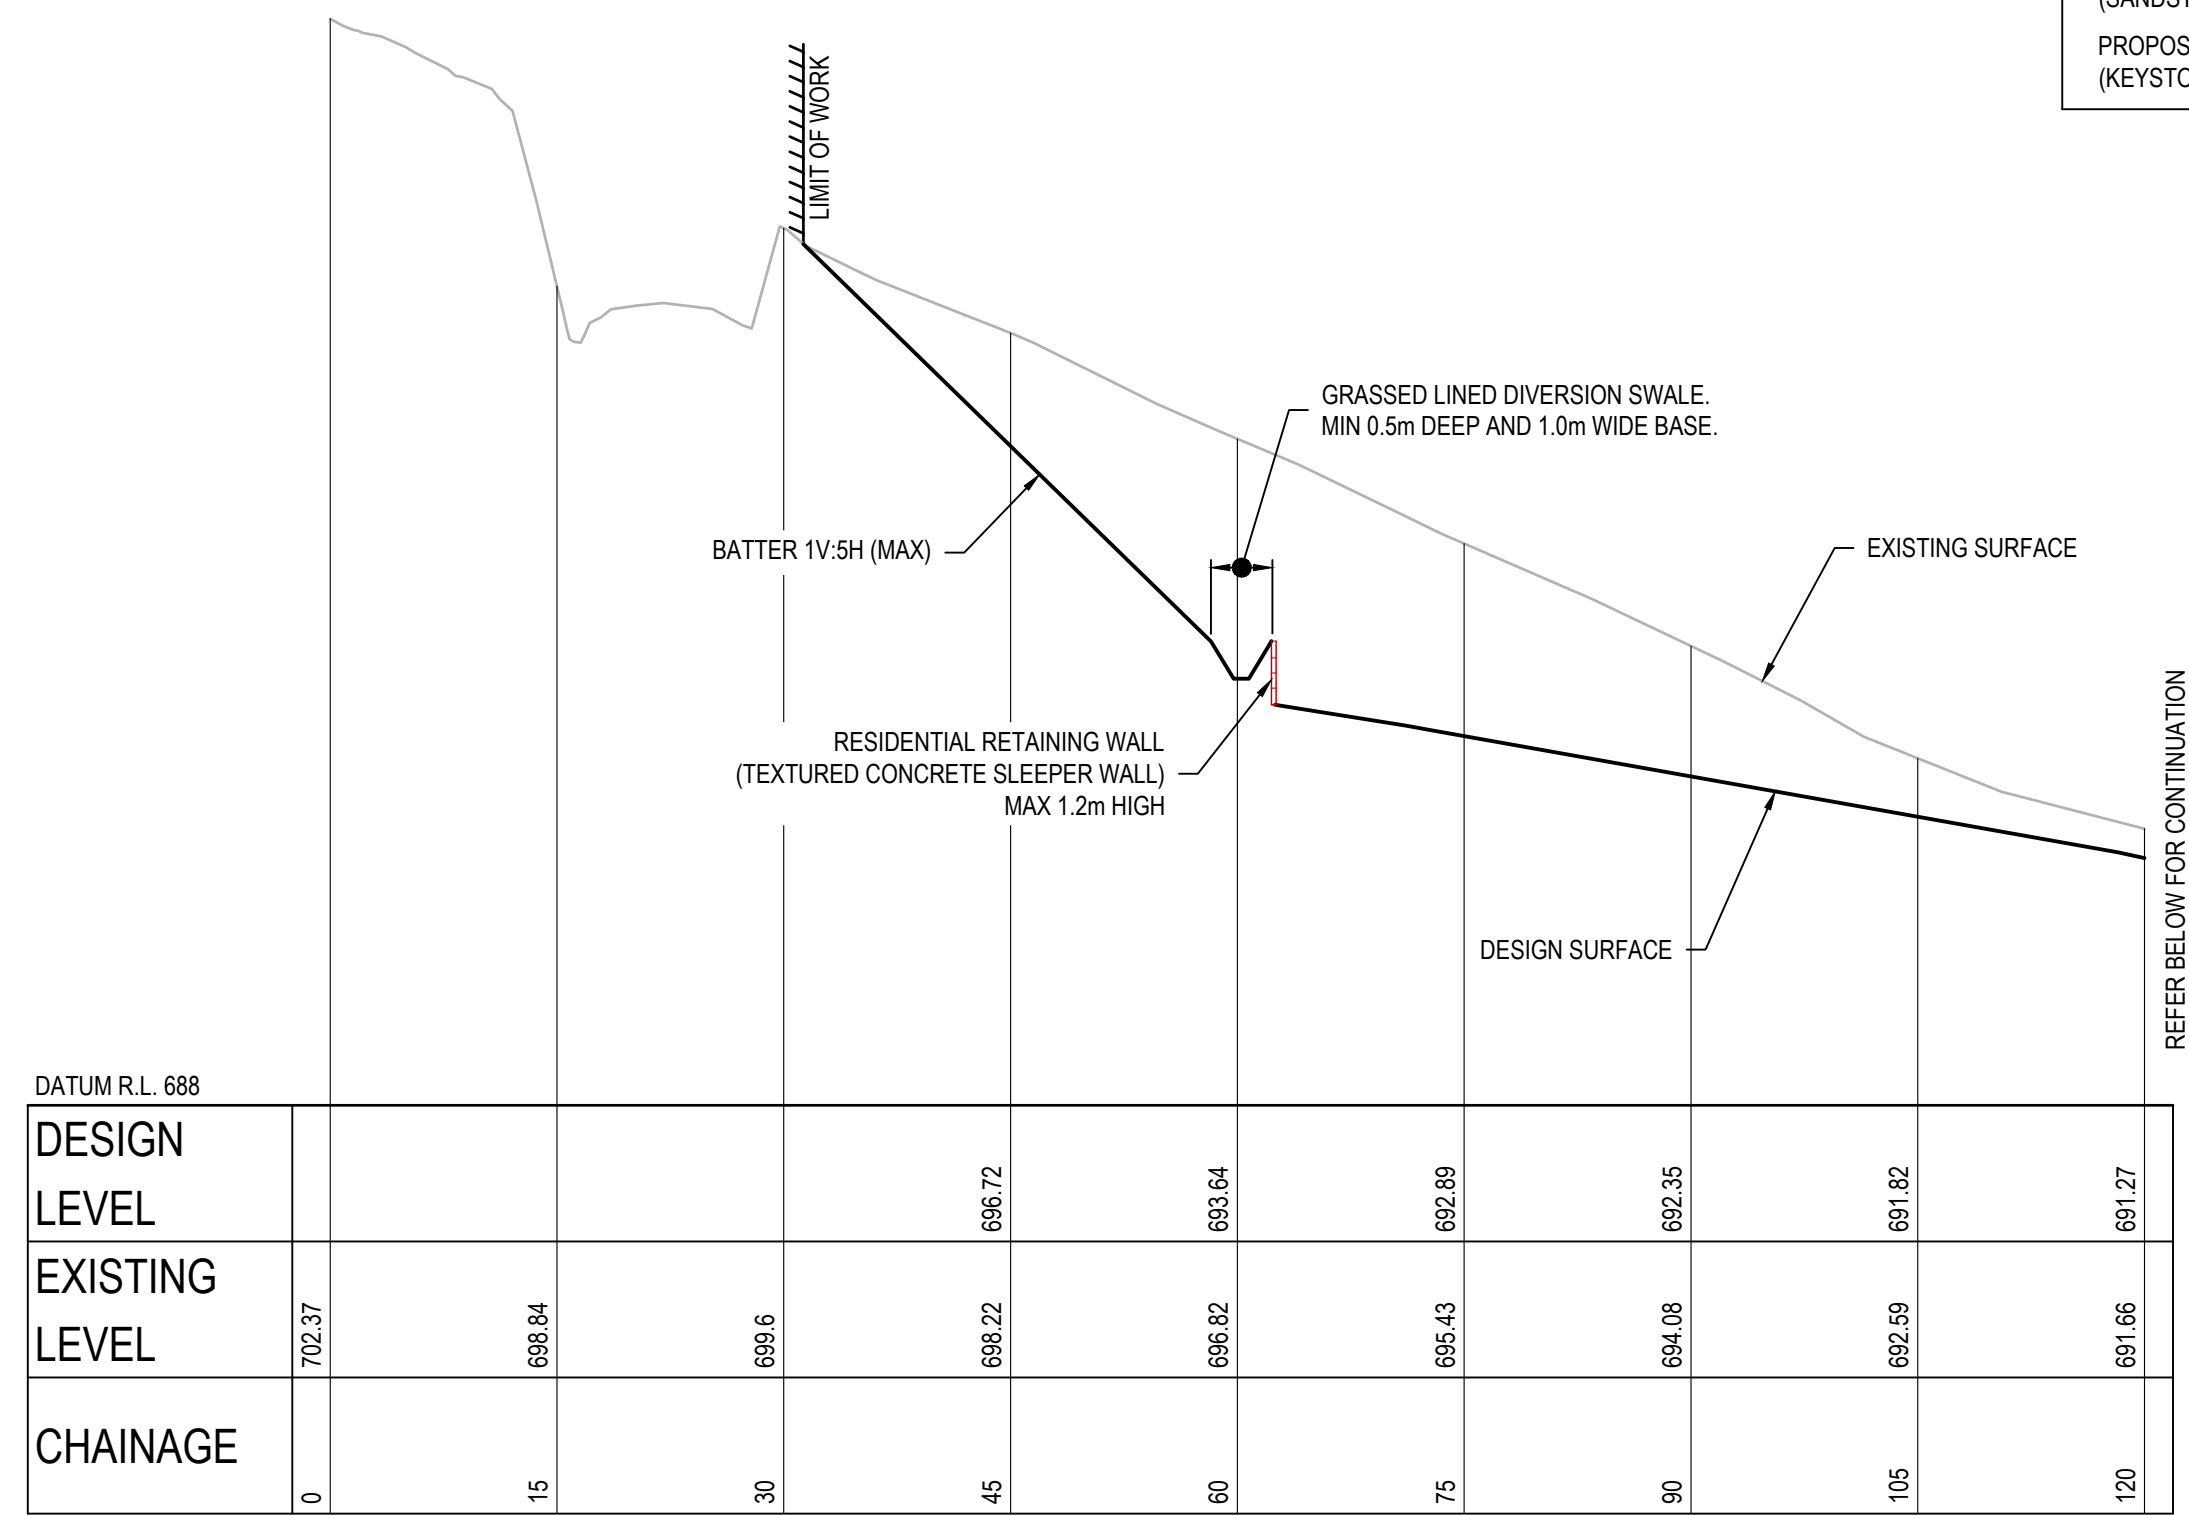 LIMIT OF WORK
GRASSED LINED DIVERSION SWALE.
MIN 0.5m DEEP AND 1.0m WIDE BASE.
BATTER 1V:5H (MAX)
EXISTING SURFACE
RESIDENTIAL RETAINING WALL
(TEXTURED CONCRETE SLEEPER WALL)
MAX 1.2m HIGH
DESIGN SURFACE
REFER BELOW FOR CONTINUATION
DATUM R.L. 688
DESIGN
LEVEL
696.72 693.64 692.89 692.35 691.82 691.27
EXISTING
LEVEL
702.37 698.84 699.6 698.22 696.82 695.43 694.08 692.59 691.66
CHAINAGE
0 15 30 45 60 75 90 105 120